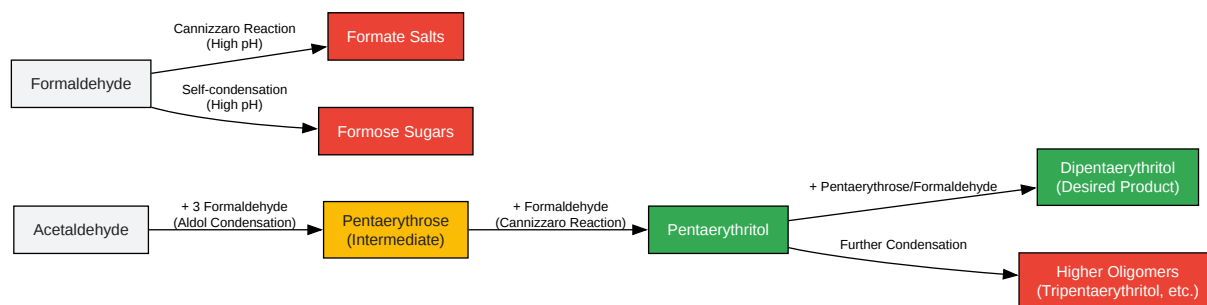 Cannizzaro Reaction
(High pH)
Formate Salts
Formaldehyde
Self-condensation
(High pH)
Formose Sugars
Acetaldehyde
+ 3 Formaldehyde
(Aldol Condensation)
Pentaerythrose
(Intermediate)
+ Formaldehyde
(Cannizzaro Reaction)
Pentaerythritol
+ Pentaerythrose/Formaldehyde
Dipentaerythritol
(Desired Product)
Further Condensation
Higher Oligomers
(Tripentaerythritol, etc.)